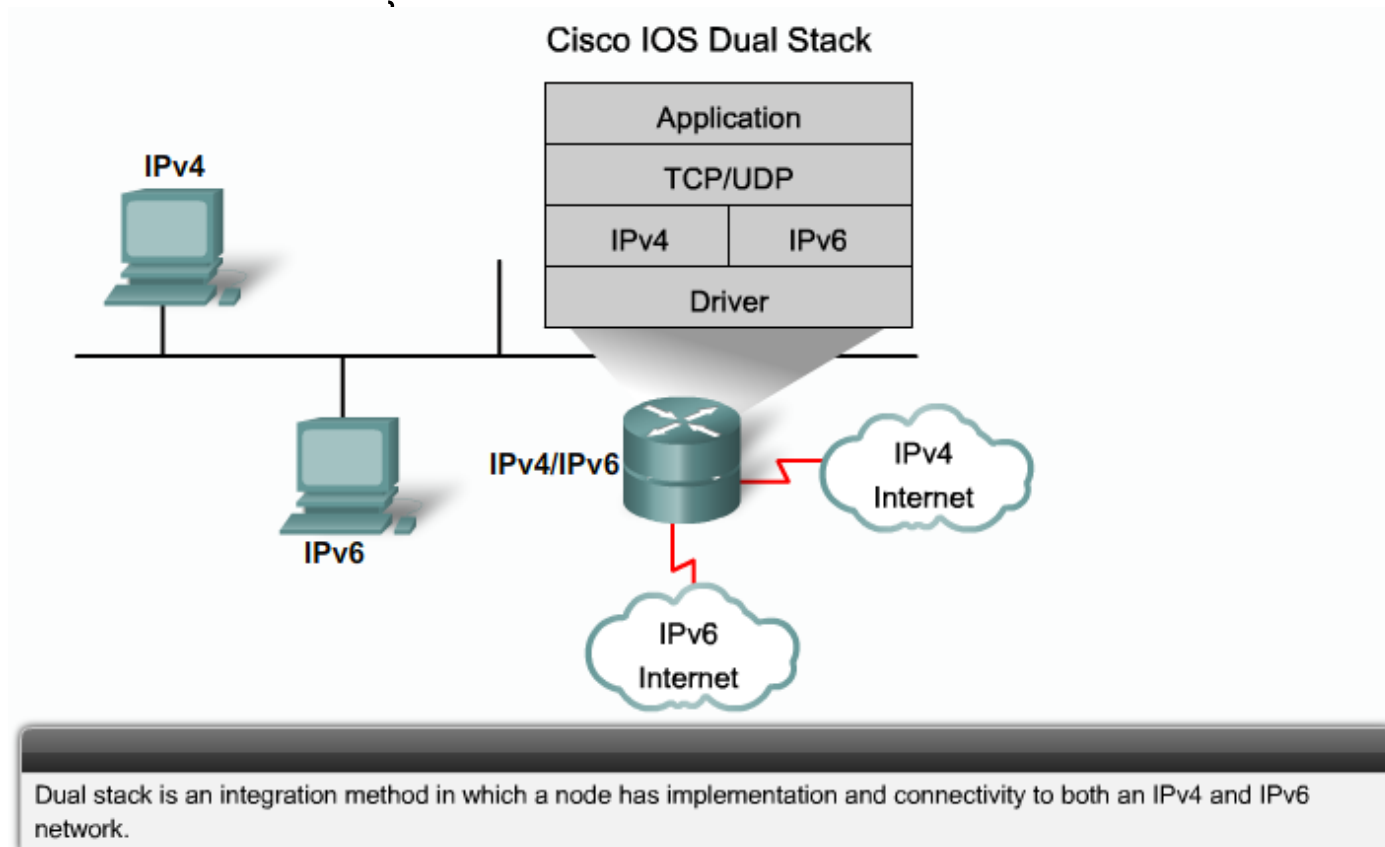 Cisco IOS Dual Stack
Application
TCP/UDP
IPv4 IPv6
Driver
IPv4
IPv6
IPv4/IPv6
IPv4
Internet
IPv6
Internet
Dual stack is an integration method in which a node has implementation and connectivity to both an IPv4 and IPv6
network.